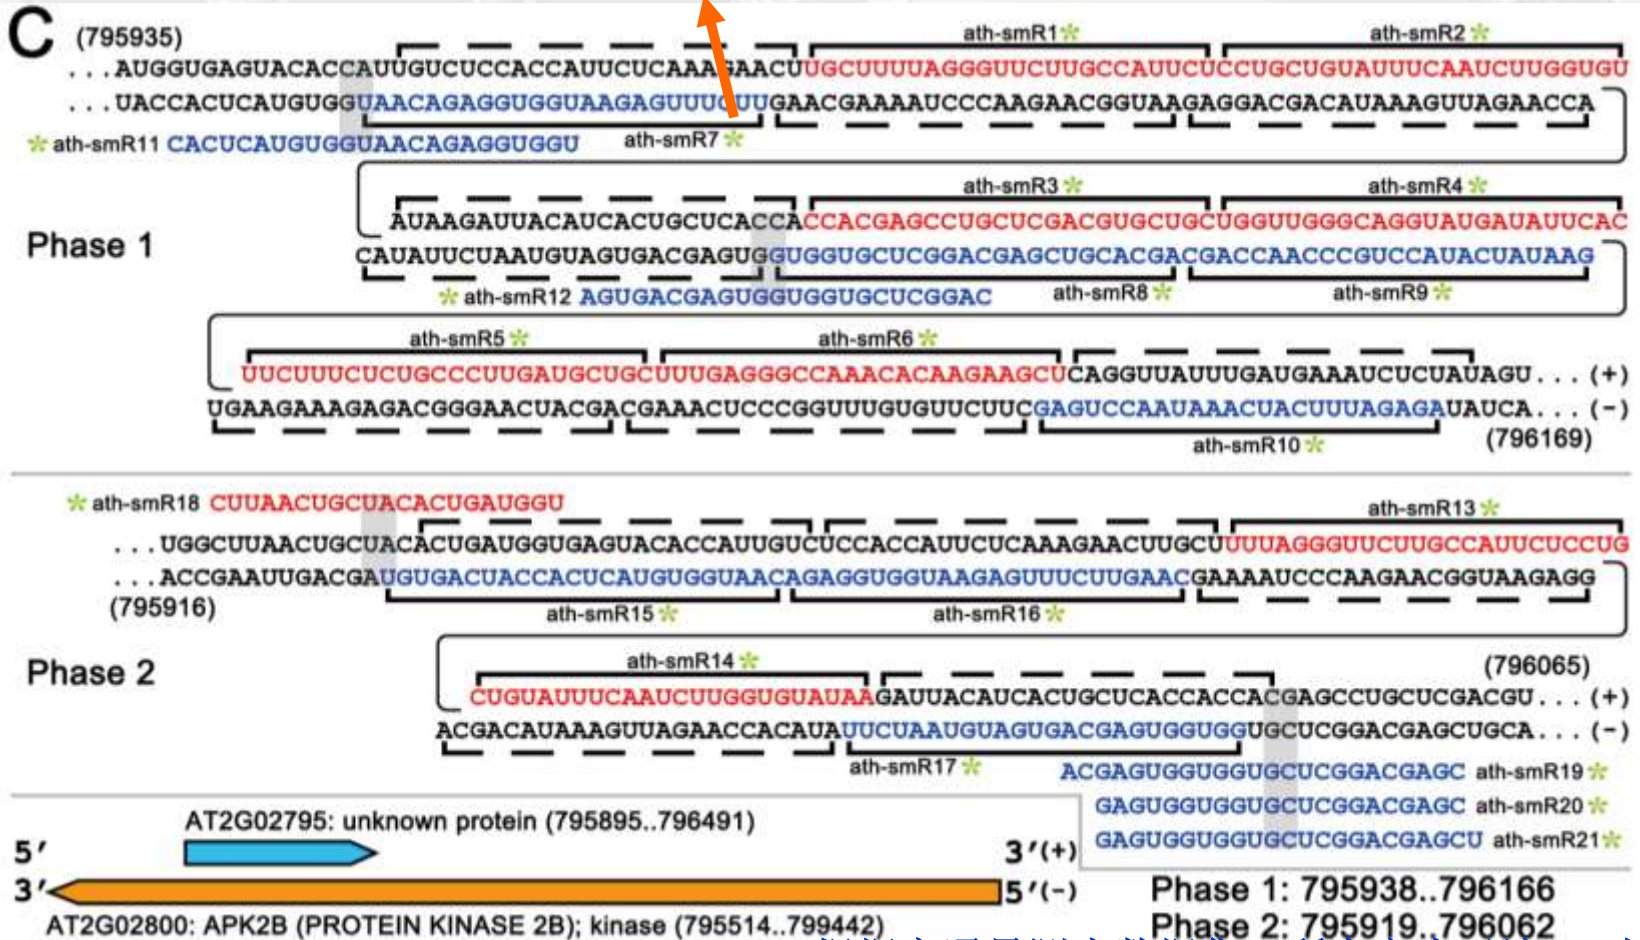 C (795935)
ath-smR1* ath-smR2*
...AUGGUGAGUACACCAUUGUCUCCACCAUUCUCAAAGAACUUGCUUUUAGGGUUCUUGCCAUUCUCCUGCUGUAUUUCAAUCUUGGUGU
...UACCACUCAUGUGGUAACAGAGGUGGUAAGAGUUUCUUGAACGAAAAUCCCAAGAACGGUAAGAGGACGACAUAAAGUUAGAACCA
*ath-smR11 CACUCAUGUGGUAACAGAGGUGGU ath-smR7*
ath-smR3* ath-smR4*
AUAAGAUUACAUCACUGCUCACCACCACGAGCCUGCUCGACGUGCUGCUGGUUGGGCAGGUAUGAUAUUCAC
Phase 1
CAUAUUCUAAUGUAGUGACGAGUGGUGGUGCUCGGACGAGCUGCACGACGACCAACCCGUCCAUACUAUAAG
*ath-smR12 AGUGACGAGUGGUGGUGCUCGGAC ath-smR8* ath-smR9*
ath-smR5* ath-smR6*
UUCUUUCUCUGCCCUUGAUGCUGCUUUGAGGGCCAAACACAAGAAGCUCAGGUUAUUUGAUGAAAUCUCUAUAGU...(+)
UGAAGAAAGAGACGGGAACUACGACGAAACUCCCGGUUUGUGUUCUUCGAGUCCAAUAAACUACUUUAGAGAUAUCA...(-)
ath-smR10* (796169)
*ath-smR18 CUUAACUGCUACACUGAUGGU
ath-smR13*
...UGGCUUAACUGCUACACUGAUGGUGAGUACACCAUUGUCUCCACCAUUCUCAAAGAACUUGCUUUUAGGGUUCUUGCCAUUCUCCUG
...ACCGAAUUGACGAUGUGACUACCACUCAUGUGGUAACAGAGGUGGUAAGAGUUUCUUGAACGAAAAUCCCAAGAACGGUAAGAGG
(795916) ath-smR15* ath-smR16*
Phase 2
ath-smR14* (796065)
CUGUAUUUCAAUCUUGGUGUAUAAGAUUACAUCACUGCUCACCACCACGAGCCUGCUCGACGU...(+)
ACGACAUAAAGUUAGAACCACAUAUUCUAAUGUAGUGACGAGUGGUGGUGCUCGGACGAGCUGCA...(-)
ath-smR17* ACGAGUGGUGGUGCUCGGACGAGC ath-smR19*
GAGUGGUGGUGCUCGGACGAGC ath-smR20*
GAGUGGUGGUGCUCGGACGAGCU ath-smR21*
AT2G02795: unknown protein (795895..796491)
5′ 3′(+)
3′ 5′(-)
AT2G02800: APK2B (PROTEIN KINASE 2B); kinase (795514..799442)
Phase 1: 795938..796166
Phase 2: 795919..796062